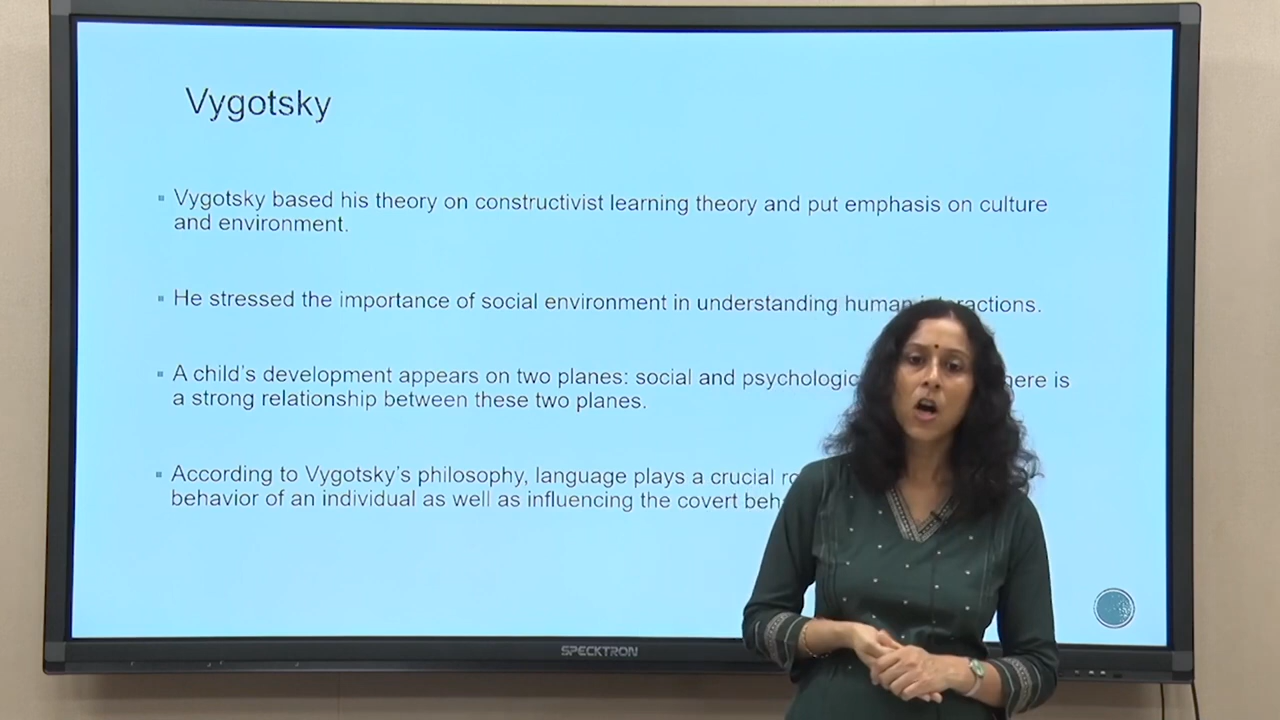 Vygotsky
Vygotsky based his theory on constructivist learning theory and put emphasis on culture
and environment.
He stressed the importance of social environment in understanding human
A child's development appears on two planes: social and is
a strong relationship between these two planes.
According to Vygotsky's philosophy, language plays a crucial
behavior of an individual as well as influencing the covert
SPECKTRON